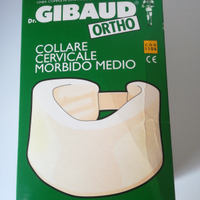 Dr. GIBAUD
ORTHO
COLLARE
CERVICALE
MORBIDO MEDIO
CE